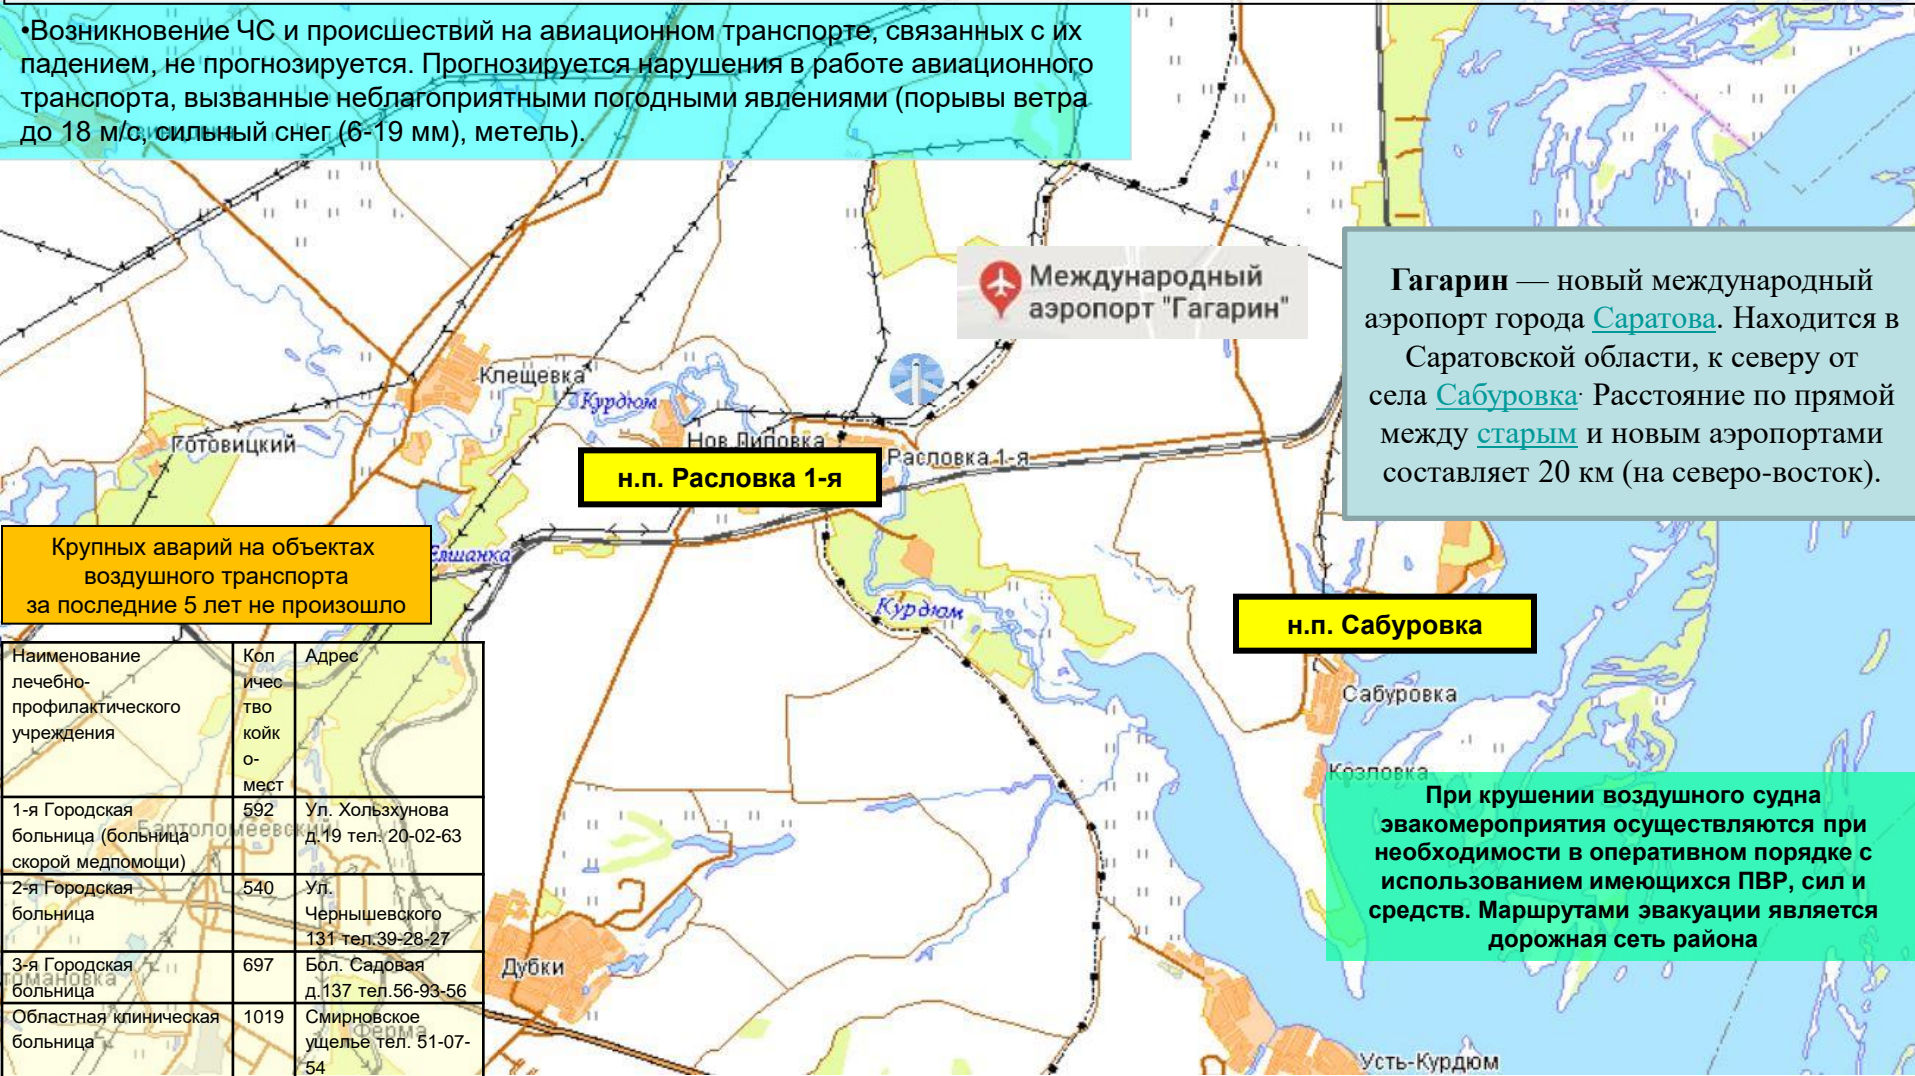 •Возникновение ЧС и происшествий на авиационном транспорте, связанных с их
падением, не прогнозируется. Прогнозируется нарушения в работе авиационного
транспорта, вызванные неблагоприятными погодными явлениями (порывы ветра
до 18 м/с, сильный снег (6-19 мм), метель).
Международный
аэропорт "Гагарин"
Гагарин — новый международный
аэропорт города Саратова. Находится в
Саратовской области, к северу от
села Сабуровка· Расстояние по прямой
между старым и новым аэропортами
составляет 20 км (на северо-восток).
Клещевка
Курдюм
Готовицкий
Нов Липовка
Расловка 1-я
н.п. Расловка 1-я
Елшанка
Курдюм
Крупных аварий на объектах
воздушного транспорта
за последние 5 лет не произошло
н.п. Сабуровка
Сабуровка
Козловка
Наименование
лечебно-
профилактического
учреждения
Кол
ичес
тво
койк
о-
мест
Адрес
1-я Городская
больница (больница
скорой медпомощи)
592
Ул. Хользхунова
д.19 тел. 20-02-63
Бартоломеевский
2-я Городская
больница
540
Ул.
Чернышевского
131 тел.39-28-27
3-я Городская
больница
697
Бол. Садовая
д.137 тел.56-93-56
Областная клиническая
больница
1019
Смирновское
ущелье тел. 51-07-
54
Ферма
Дубки
При крушении воздушного судна
эвакомероприятия осуществляются при
необходимости в оперативном порядке с
использованием имеющихся ПВР, сил и
средств. Маршрутами эвакуации является
дорожная сеть района
Усть-Курдюм